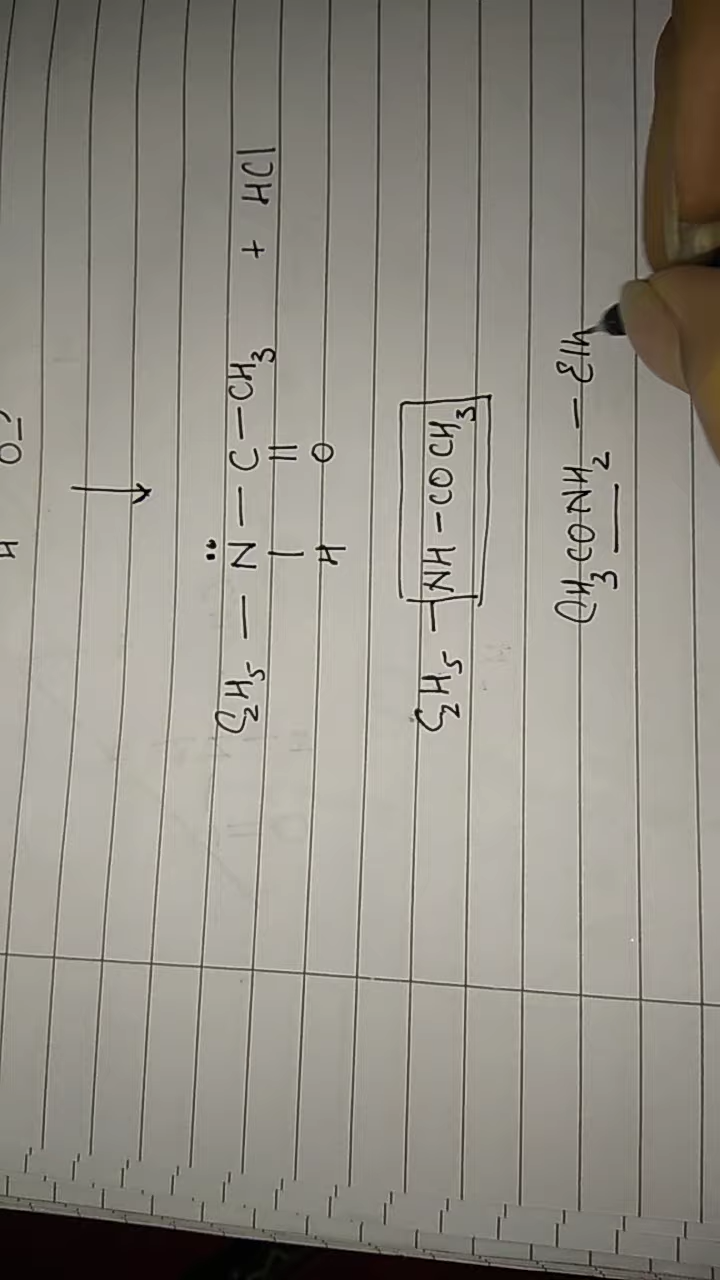 H O
↓
C₂H₅ — N̈ — C — CH₃ + HCl
| ||
H O
C₂H₅ — NH – COCH₃
CH₃CONH₂ – Eth